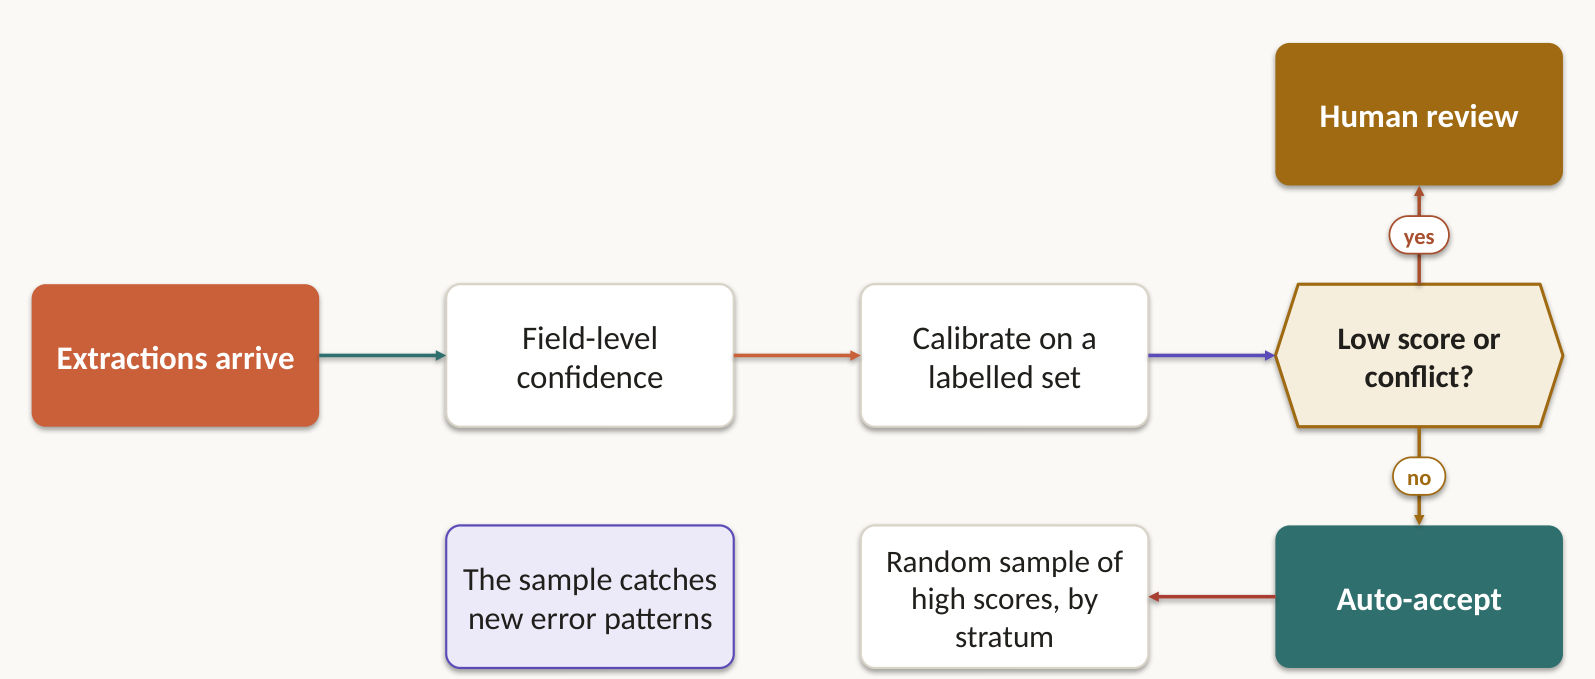 Human review
yes
Extractions arrive
Field-level
confidence
Calibrate on a
labelled set
Low score or
conflict?
no
The sample catches
new error patterns
Random sample of
high scores, by
stratum
Auto-accept